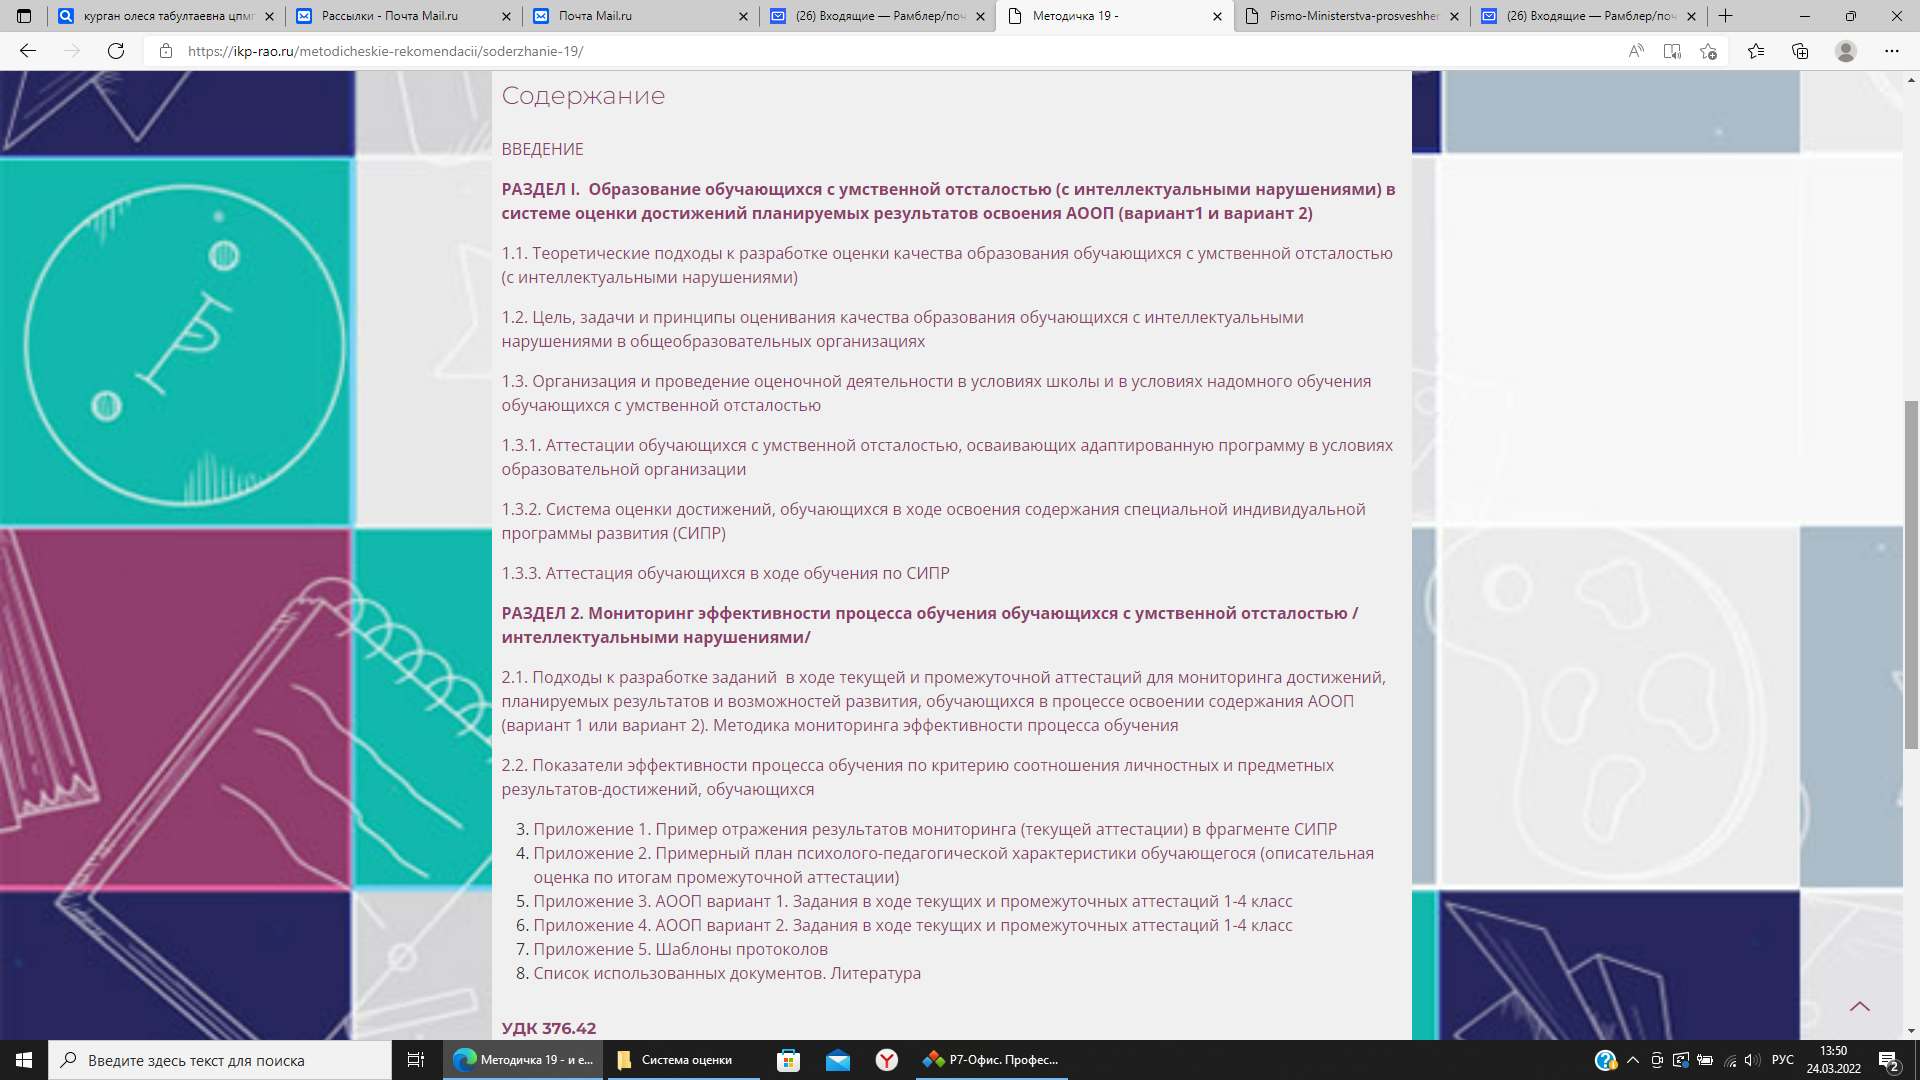 курган олеся табултаевна цпмп
Рассылки - Почта Mail.ru
Почта Mail.ru
(26) Входящие — Рамблер/поч
Методичка 19 -
Pismo-Ministerstva-prosveshher
(26) Входящие — Рамблер/поч
https://ikp-rao.ru/metodicheskie-rekomendacii/soderzhanie-19/
Содержание
ВВЕДЕНИЕ
РАЗДЕЛ I. Образование обучающихся с умственной отсталостью (с интеллектуальными нарушениями) в
системе оценки достижений планируемых результатов освоения АООП (вариант1 и вариант 2)
1.1. Теоретические подходы к разработке оценки качества образования обучающихся с умственной отсталостью
(с интеллектуальными нарушениями)
1.2. Цель, задачи и принципы оценивания качества образования обучающихся с интеллектуальными
нарушениями в общеобразовательных организациях
1.3. Организация и проведение оценочной деятельности в условиях школы и в условиях надомного обучения
обучающихся с умственной отсталостью
1.3.1. Аттестации обучающихся с умственной отсталостью, осваивающих адаптированную программу в условиях
образовательной организации
1.3.2. Система оценки достижений, обучающихся в ходе освоения содержания специальной индивидуальной
программы развития (СИПР)
1.3.3. Аттестация обучающихся в ходе обучения по СИПР
РАЗДЕЛ 2. Мониторинг эффективности процесса обучения обучающихся с умственной отсталостью /
интеллектуальными нарушениями/
2.1. Подходы к разработке заданий в ходе текущей и промежуточной аттестаций для мониторинга достижений,
планируемых результатов и возможностей развития, обучающихся в процессе освоении содержания АООП
(вариант 1 или вариант 2). Методика мониторинга эффективности процесса обучения
2.2. Показатели эффективности процесса обучения по критерию соотношения личностных и предметных
результатов-достижений, обучающихся
3. Приложение 1. Пример отражения результатов мониторинга (текущей аттестации) в фрагменте СИПР
4. Приложение 2. Примерный план психолого-педагогической характеристики обучающегося (описательная
оценка по итогам промежуточной аттестации)
5. Приложение 3. АООП вариант 1. Задания в ходе текущих и промежуточных аттестаций 1-4 класс
6. Приложение 4. АООП вариант 2. Задания в ходе текущих и промежуточных аттестаций 1-4 класс
7. Приложение 5. Шаблоны протоколов
8. Список использованных документов. Литература
УДК 376.42
Введите здесь текст для поиска
Методичка 19 - и е...
Система оценки
Р7-Офис. Професс...
РУС
13:50
24.03.2022
2